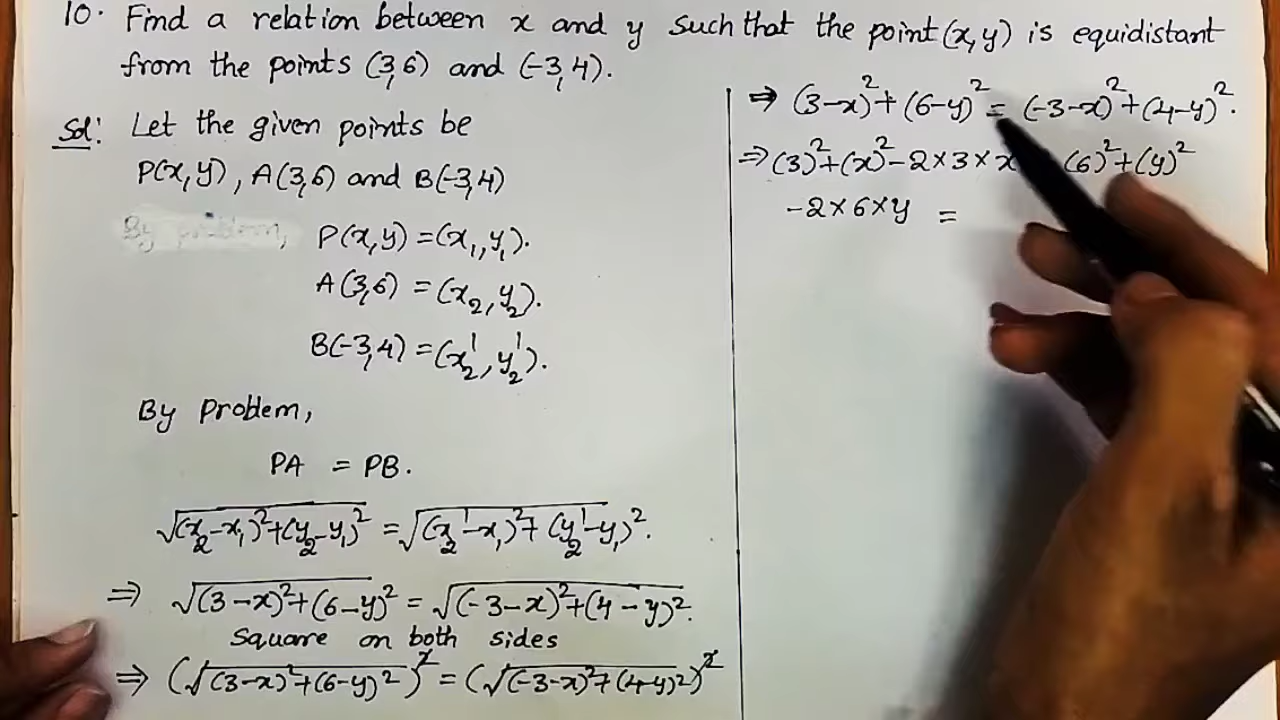 10. Find a relation between x and y such that the point (x,y) is equidistant
from the points (3,6) and (-3,4).
Sol: Let the given points be
P(x,y), A(3,6) and B(-3,4)
By problem, P(x,y) = (x₁,y₁).
A(3,6) = (x₂,y₂).
B(-3,4) = (x₂',y₂').
By Problem,
PA = PB.
√(x₂-x₁)²+(y₂-y₁)² = √(x₂'-x₁)²+(y₂'-y₁)².
⇒ √(3-x)²+(6-y)² = √(-3-x)²+(4-y)².
Square on both sides
⇒ (√(3-x)²+(6-y)²)² = (√(-3-x)²+(4-y)²)²
⇒ (3-x)²+(6-y)² = (-3-x)²+(4-y)².
⇒ (3)²+(x)²-2×3×x (6)²+(y)²
-2×6×y =